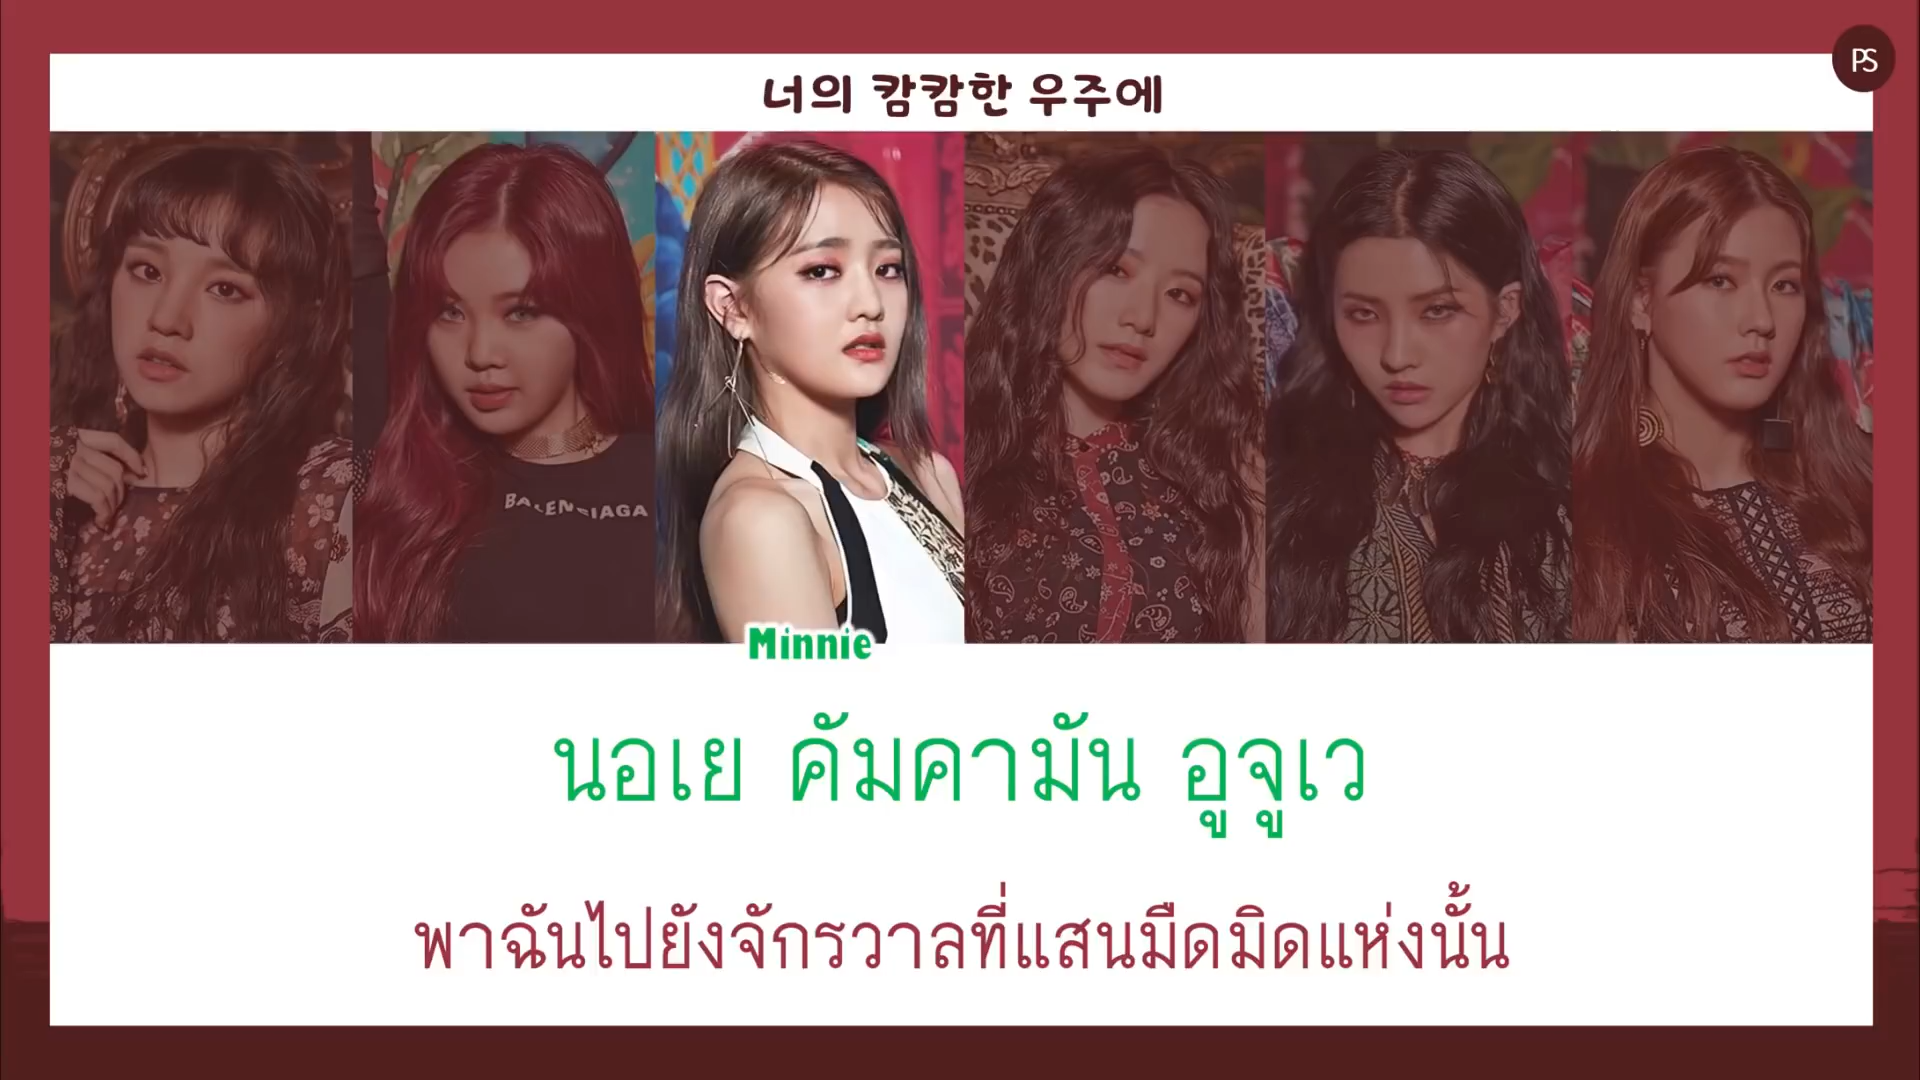 PS
너의 캄캄한 우주에
BALENCIAGA
Minnie
นอเย คัมคามัน อูจูเว
พาฉันไปยังจักรวาลที่แสนมืดมิดแห่งนั้น